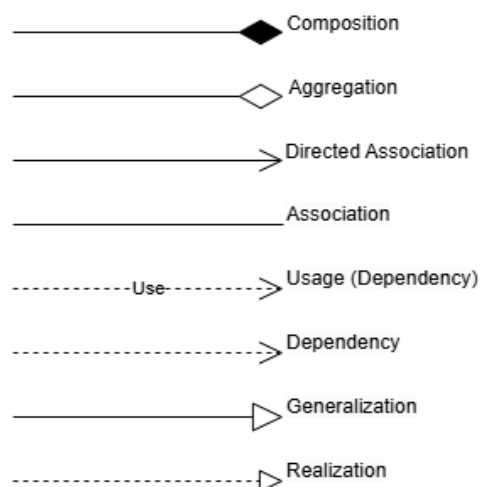 Composition
Aggregation
Directed Association
Association
Use Usage (Dependency)
Dependency
Generalization
Realization